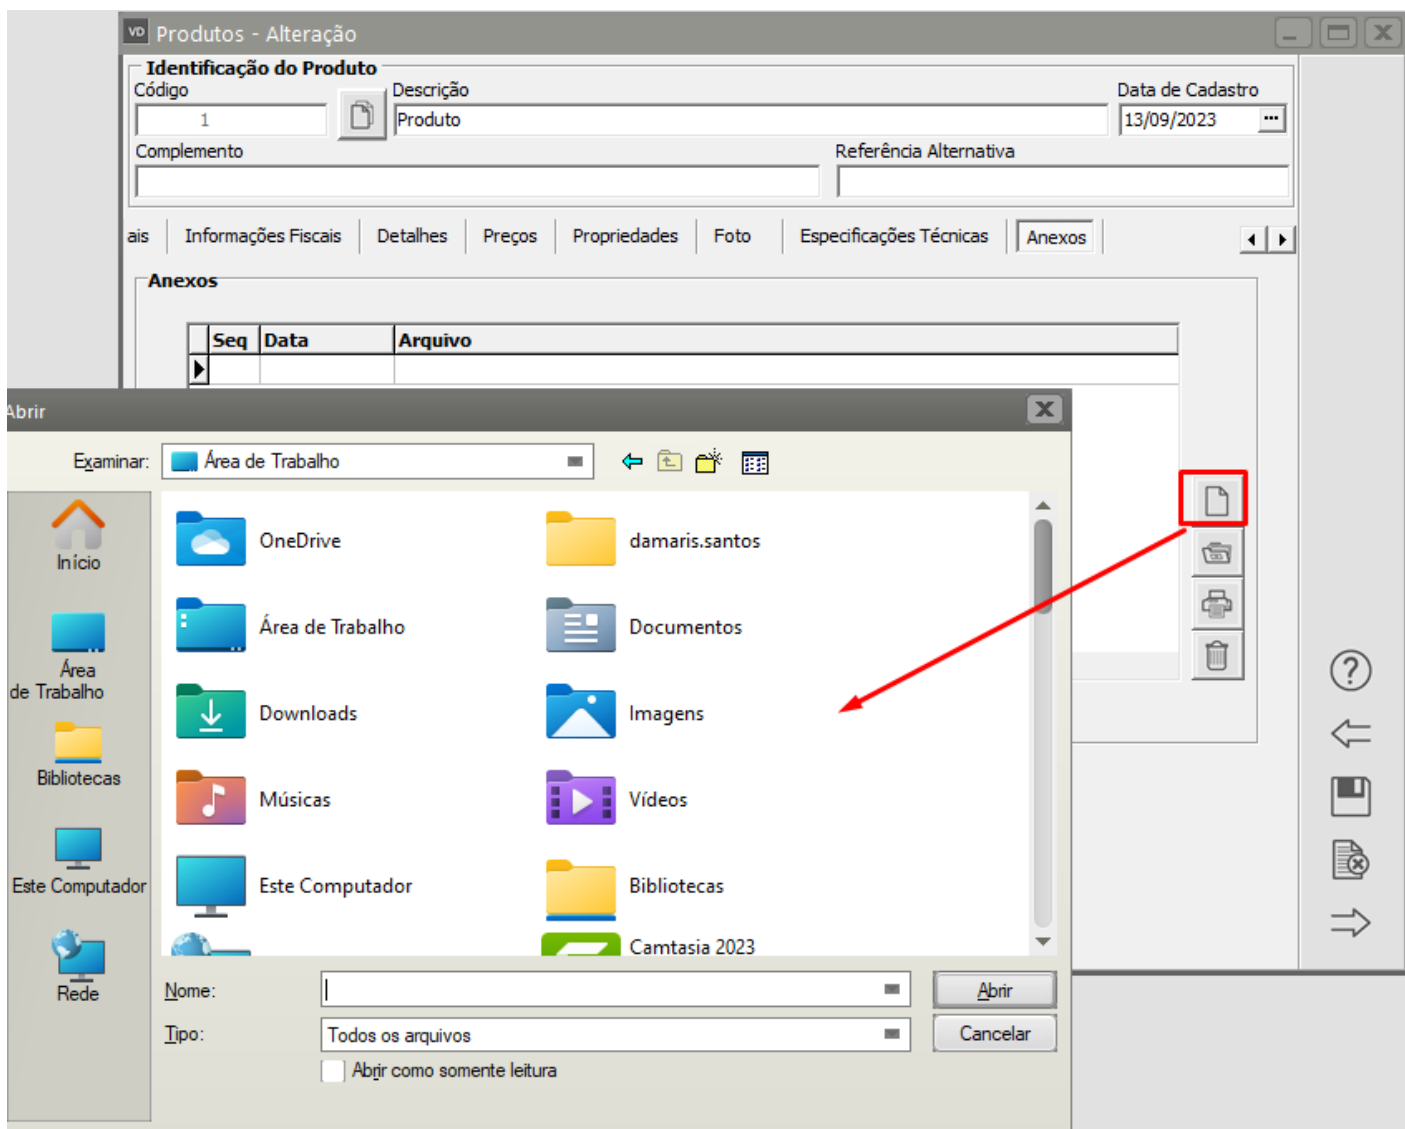 VD Produtos - Alteração
Identificação do Produto
Código Descrição Data de Cadastro
1 Produto 13/09/2023 ...
Complemento Referência Alternativa
ais Informações Fiscais Detalhes Preços Propriedades Foto Especificações Técnicas Anexos
Anexos
Seq Data Arquivo
Abrir
Examinar: Área de Trabalho
Início
Área
de Trabalho
Bibliotecas
Este Computador
Rede
OneDrive damaris.santos
Área de Trabalho Documentos
Downloads Imagens
Músicas Vídeos
Este Computador Bibliotecas
Camtasia 2023
Nome: Abrir
Tipo: Todos os arquivos Cancelar
Abrir como somente leitura
?